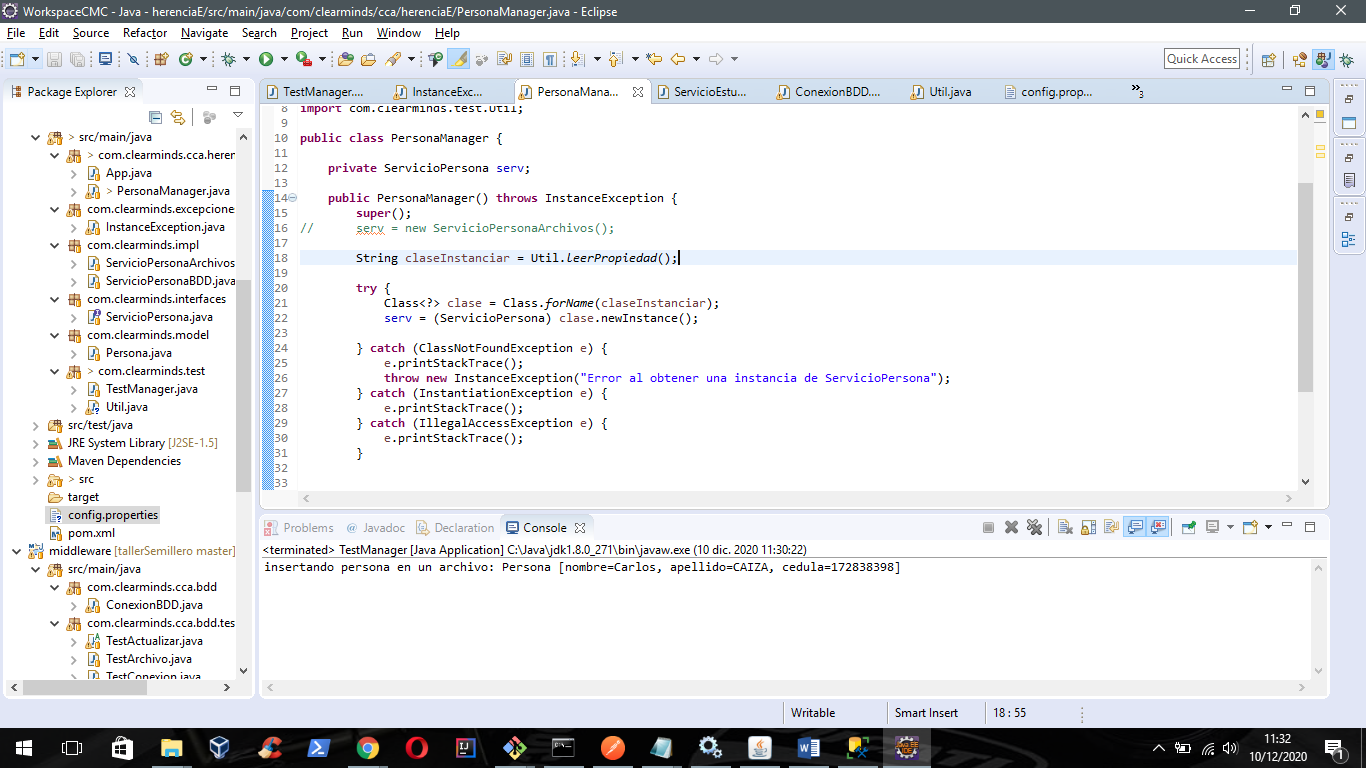 WorkspaceCMC - Java - herenciaE/src/main/java/com/clearminds/cca/herenciaE/PersonaManager.java - Eclipse
File Edit Source Refactor Navigate Search Project Run Window Help
Quick Access
Package Explorer
> src/main/java
> com.clearminds.cca.heren
App.java
> PersonaManager.java
com.clearminds.excepcione
InstanceException.java
com.clearminds.impl
ServicioPersonaArchivos
ServicioPersonaBDD.java
com.clearminds.interfaces
ServicioPersona.java
com.clearminds.model
Persona.java
> com.clearminds.test
TestManager.java
Util.java
src/test/java
JRE System Library [J2SE-1.5]
Maven Dependencies
> src
target
config.properties
pom.xml
middleware [tallerSemillero master]
src/main/java
com.clearminds.cca.bdd
ConexionBDD.java
com.clearminds.cca.bdd.tes
TestActualizar.java
TestArchivo.java
TestConexion.java
TestManager.... InstanceExc... PersonaMana... ServicioEstu... ConexionBDD.... Util.java config.prop... »3
8 import com.clearminds.test.Util;
9
10 public class PersonaManager {
11
12     private ServicioPersona serv;
13
14     public PersonaManager() throws InstanceException {
15         super();
16 //      serv = new ServicioPersonaArchivos();
17
18         String claseInstanciar = Util.leerPropiedad();
19
20         try {
21             Class<?> clase = Class.forName(claseInstanciar);
22             serv = (ServicioPersona) clase.newInstance();
23
24         } catch (ClassNotFoundException e) {
25             e.printStackTrace();
26             throw new InstanceException("Error al obtener una instancia de ServicioPersona");
27         } catch (InstantiationException e) {
28             e.printStackTrace();
29         } catch (IllegalAccessException e) {
30             e.printStackTrace();
31         }
32
33
Problems @ Javadoc Declaration Console
<terminated> TestManager [Java Application] C:\Java\jdk1.8.0_271\bin\javaw.exe (10 dic. 2020 11:30:22)
insertando persona en un archivo: Persona [nombre=Carlos, apellido=CAIZA, cedula=172838398]
Writable Smart Insert 18 : 55
11:32
10/12/2020
1